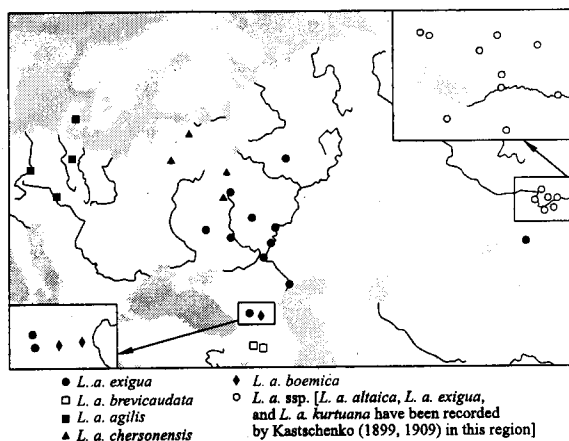 L..a. exigua
L. a. brevicaudata
L. a. agilis
L. a. chersonensis
L. a. boemica
L. a. ssp. [L. a. altaica, L. a. exigua,
and L. a. kurtuana have been recorded
by Kastschenko (1899, 1909) in this region]